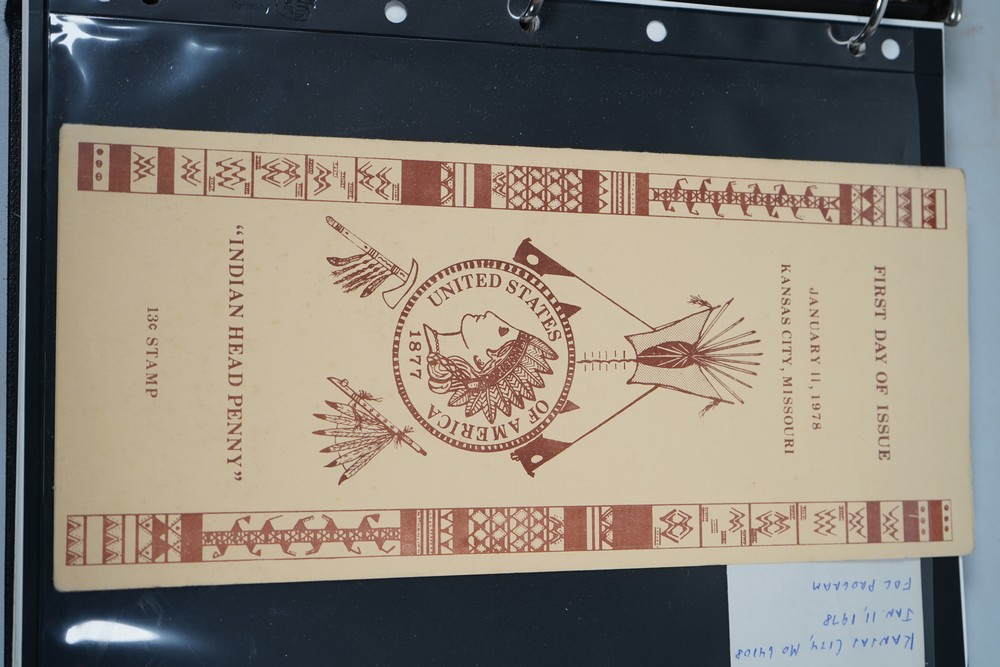 FIRST DAY OF ISSUE
JANUARY 11, 1978
KANSAS CITY, MISSOURI
UNITED STATES
OF AMERICA
1877
"INDIAN HEAD PENNY"
13¢ STAMP
KANSAS CITY, MO 64108
JAN 11, 1978
FOL PROGRAM